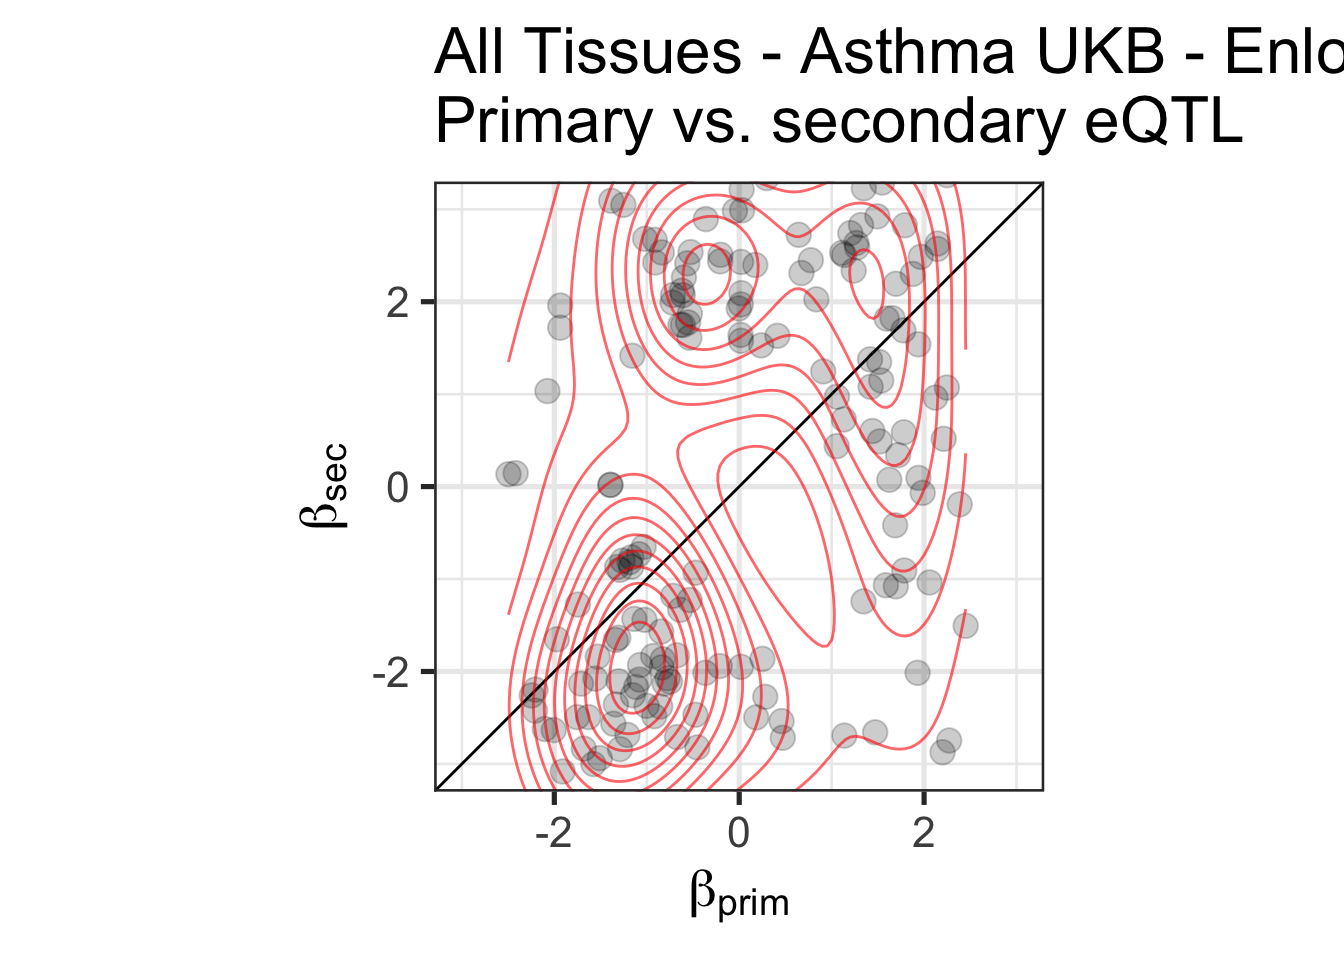 All Tissues - Asthma UKB - Enlo
Primary vs. secondary eQTL
βsec
2
0
-2
-2 0 2
βprim